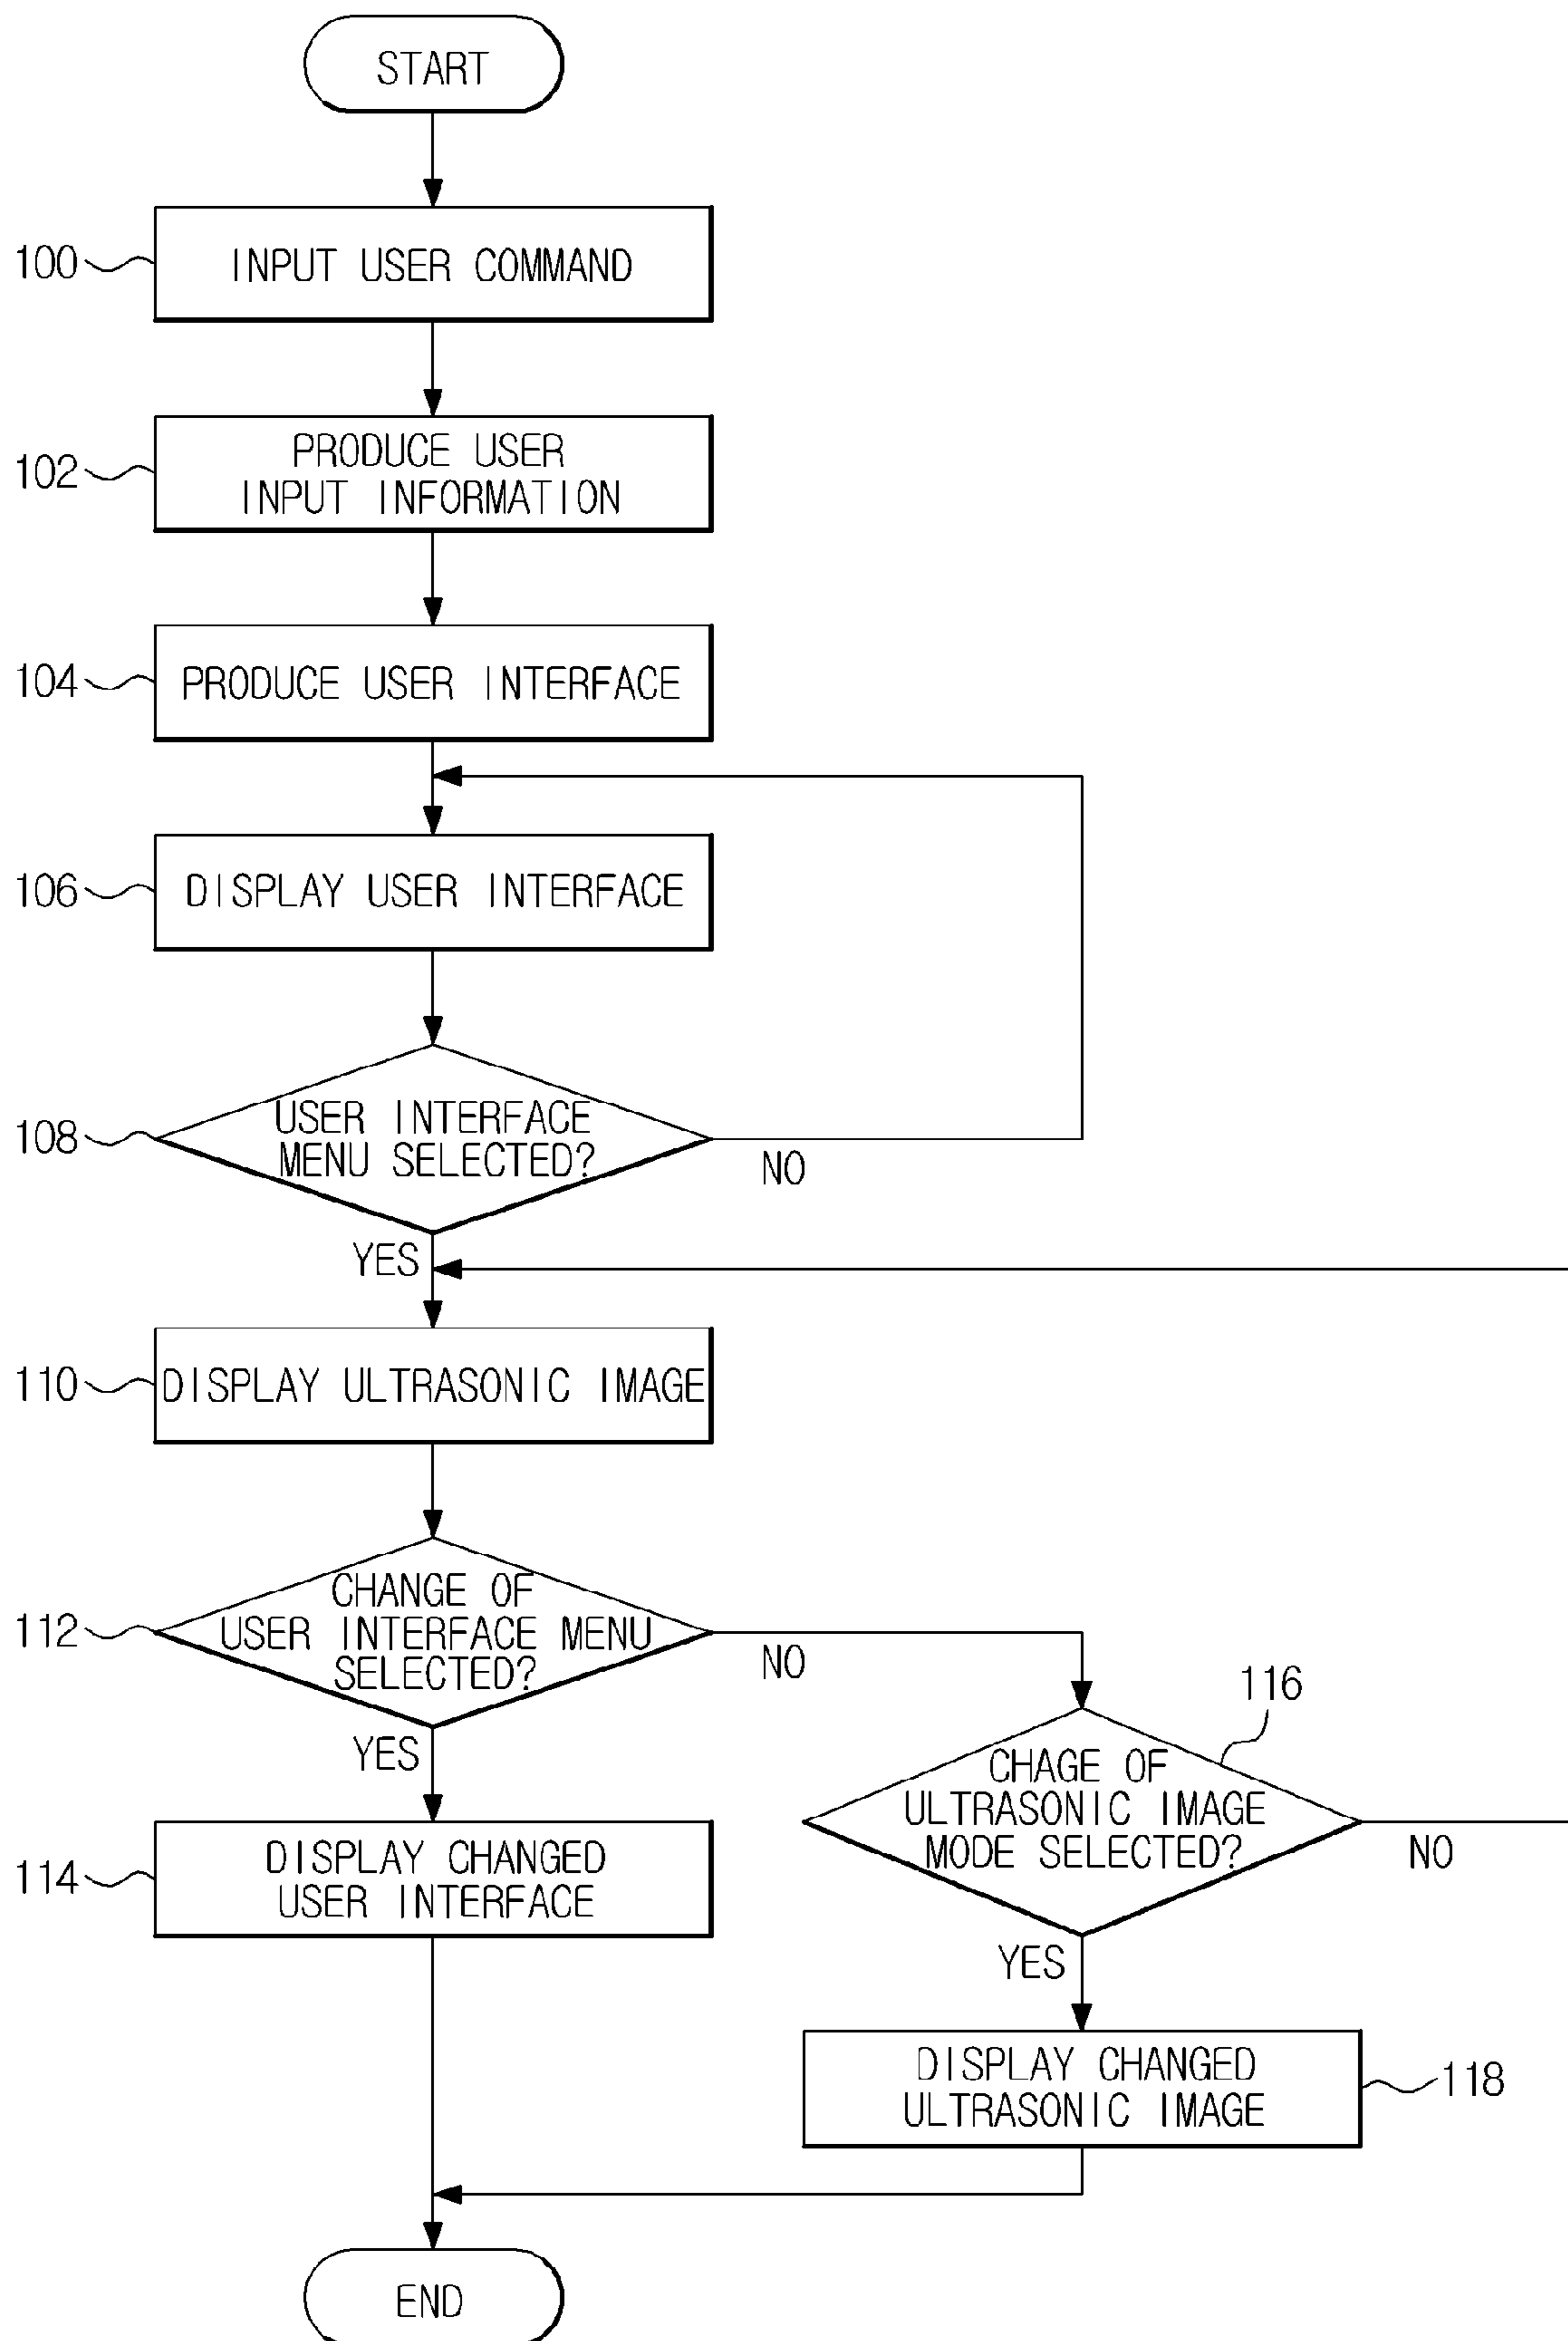 START
100
INPUT USER COMMAND
102
PRODUCE USER
INPUT INFORMATION
104
PRODUCE USER INTERFACE
106
DISPLAY USER INTERFACE
108
USER INTERFACE
MENU SELECTED?
NO
YES
110
DISPLAY ULTRASONIC IMAGE
112
CHANGE OF
USER INTERFACE MENU
SELECTED?
NO
YES
116
CHAGE OF
ULTRASONIC IMAGE
MODE SELECTED?
NO
YES
114
DISPLAY CHANGED
USER INTERFACE
DISPLAY CHANGED
ULTRASONIC IMAGE
118
END